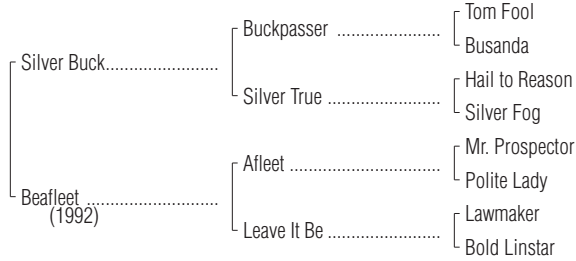 Tom Fool
Buckpasser ........................
Busanda
Silver Buck..........................
Hail to Reason
Silver True ..........................
Silver Fog
Mr. Prospector
Afleet ...................................
Polite Lady
Beafleet ..............................
(1992)
Lawmaker
Leave It Be ..........................
Bold Linstar